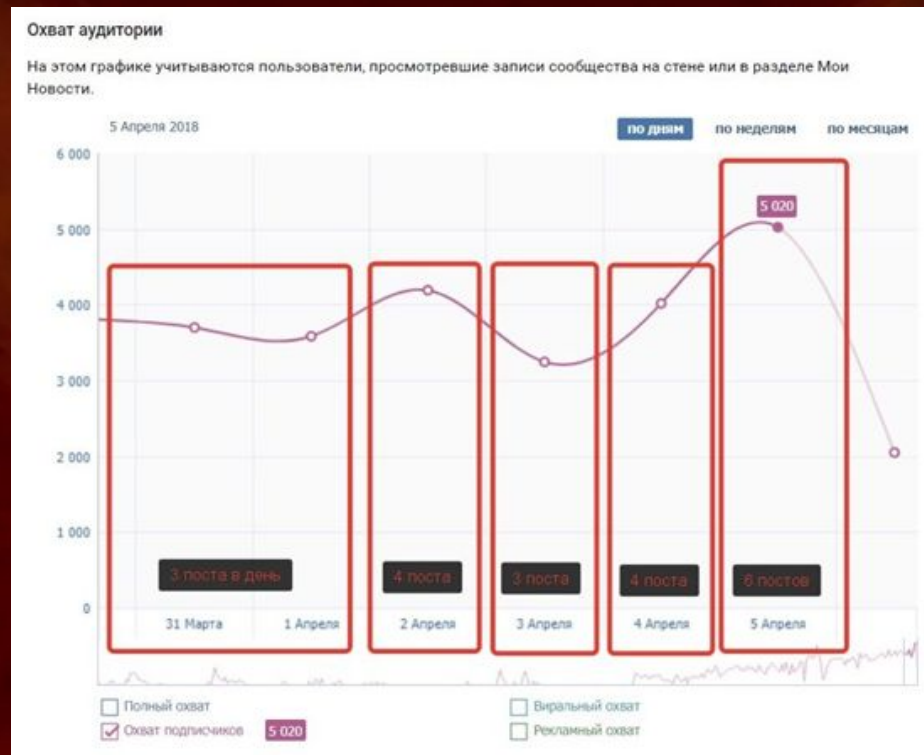 Охват аудитории
На этом графике учитываются пользователи, просмотревшие записи сообщества на стене или в разделе Мои
Новости.
5 Апреля 2018
по дням по неделям по месяцам
6 000
5 020
5 000
4 000
3 000
2 000
1 000
3 поста в день 4 поста 3 поста 4 поста 6 постов
0
31 Марта 1 Апреля 2 Апреля 3 Апреля 4 Апреля 5 Апреля
Полный охват Виральный охват
Охват подписчиков 5 020 Рекламный охват